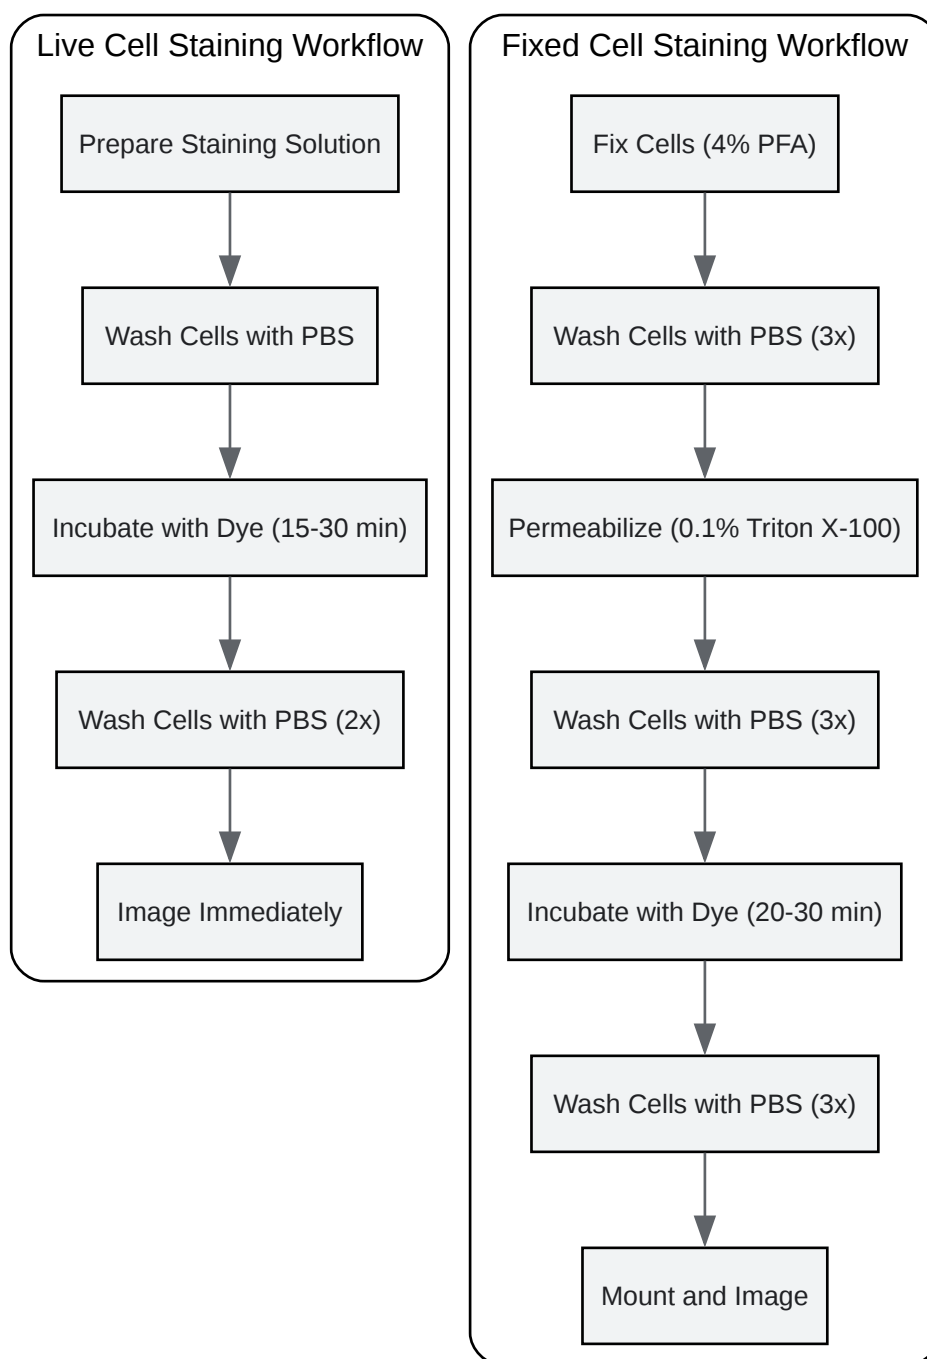 Live Cell Staining Workflow
Prepare Staining Solution
Wash Cells with PBS
Incubate with Dye (15-30 min)
Wash Cells with PBS (2x)
Image Immediately
Fixed Cell Staining Workflow
Fix Cells (4% PFA)
Wash Cells with PBS (3x)
Permeabilize (0.1% Triton X-100)
Wash Cells with PBS (3x)
Incubate with Dye (20-30 min)
Wash Cells with PBS (3x)
Mount and Image